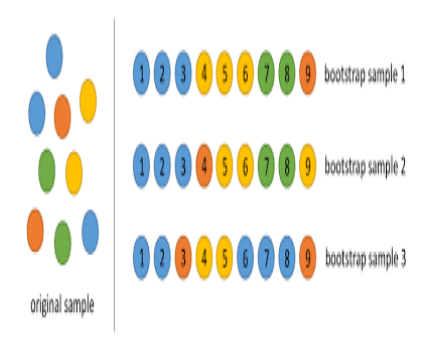 1 2 3 4 5 6 7 8 9 bootstrap sample 1
1 2 3 4 5 6 7 8 9 bootstrap sample 2
1 2 3 4 5 6 7 8 9 bootstrap sample 3
original sample